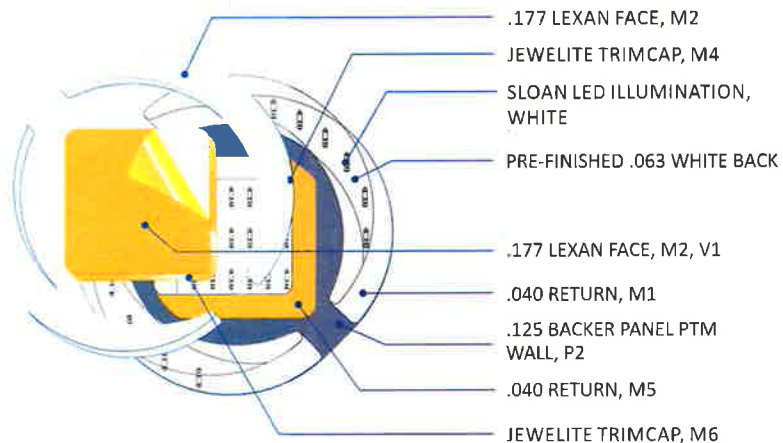 .177 LEXAN FACE, M2
JEWELITE TRIMCAP, M4
SLOAN LED ILLUMINATION,
WHITE
PRE-FINISHED .063 WHITE BACK
.177 LEXAN FACE, M2, V1
.040 RETURN, M1
.125 BACKER PANEL PTM
WALL, P2
.040 RETURN, M5
JEWELITE TRIMCAP, M6